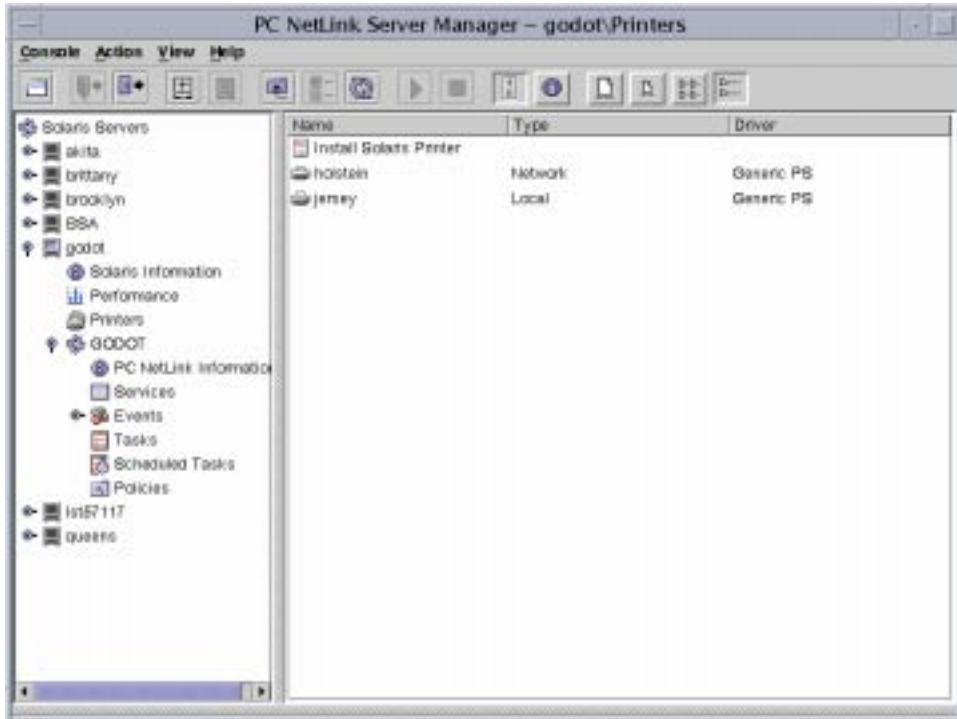 PC NetLink Server Manager – godot\Printers
Console Action View Help
Solaris Servers
akita
brittany
brooklyn
BSA
godot
Solaris Information
Performance
Printers
GODOT
PC NetLink Informatio
Services
Events
Tasks
Scheduled Tasks
Policies
queens
Name Type Driver
Install Solaris Printer
holstein Network Generic PS
jersey Local Generic PS